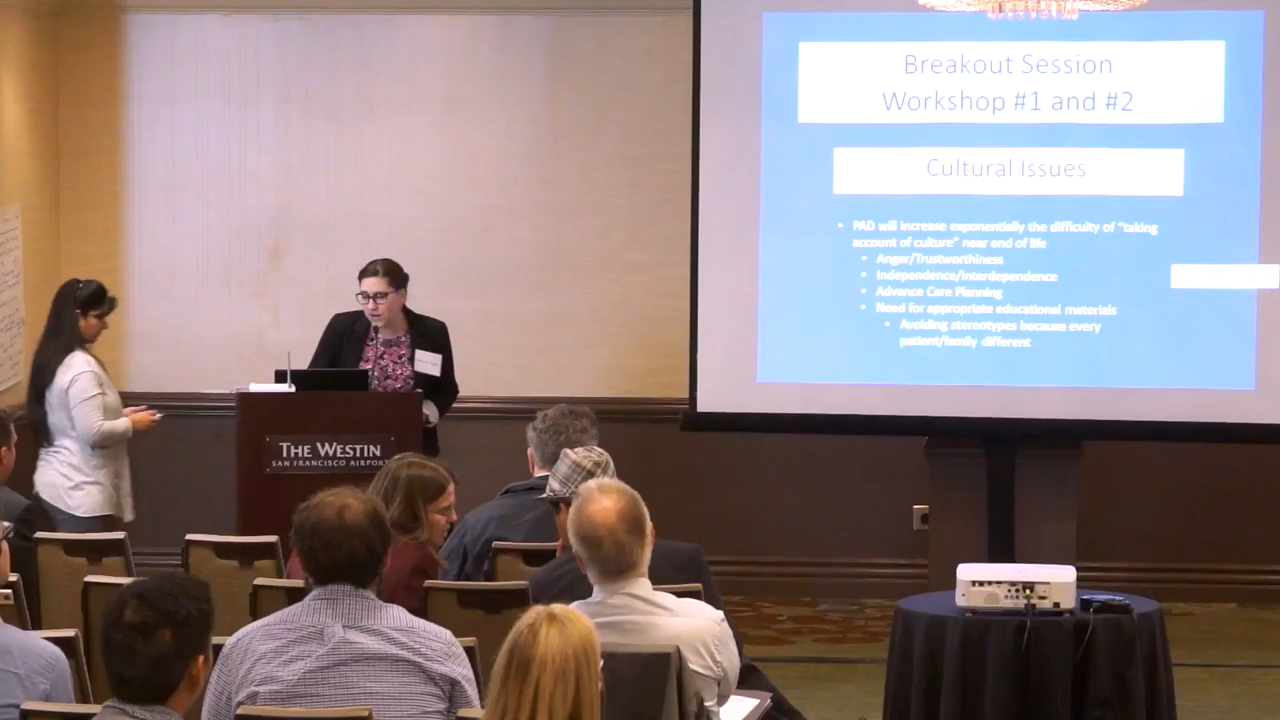 Breakout Session
Workshop #1 and #2
Cultural Issues
• PAD will increase exponentially the difficulty of "taking
account of culture" near end of life
• Anger/Trustworthiness
• Independence/Interdependence
• Advance Care Planning
• Need for appropriate educational materials
• Avoiding stereotypes because every
patient/family different
THE WESTIN
SAN FRANCISCO AIRPORT